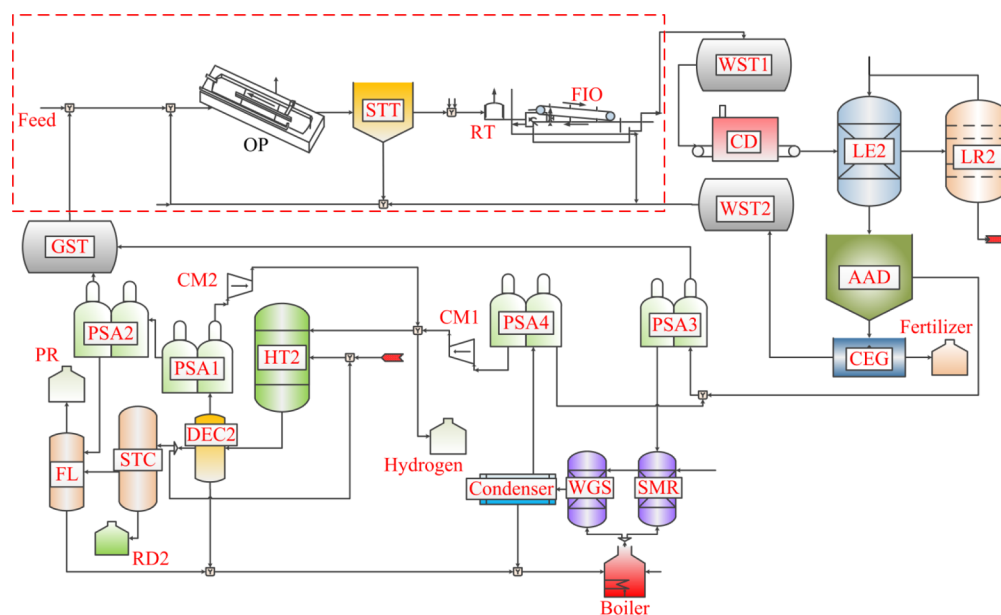 WST1
FIO
STT
Feed
RT
OP
CD
LE2
LR2
WST2
GST
AAD
CM2
CM1
PSA4
PSA3
PSA2
Fertilizer
PR
PSA1
HT2
CEG
DEC2
STC
Hydrogen
FL
Condenser
WGS
SMR
RD2
Boiler